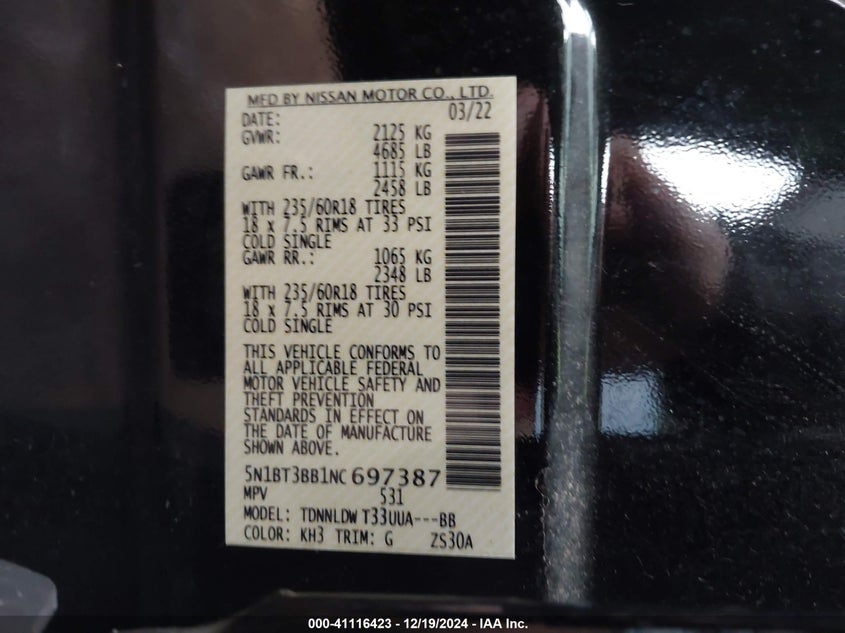 MFD BY NISSAN MOTOR CO., LTD.
DATE: 03/22
GVWR: 2125 KG
4685 LB
GAWR FR.: 1115 KG
2458 LB
WITH 235/60R18 TIRES
18 x 7.5 RIMS AT 33 PSI
COLD SINGLE
GAWR RR.: 1065 KG
2348 LB
WITH 235/60R18 TIRES
18 x 7.5 RIMS AT 30 PSI
COLD SINGLE
THIS VEHICLE CONFORMS TO
ALL APPLICABLE FEDERAL
MOTOR VEHICLE SAFETY AND
THEFT PREVENTION
STANDARDS IN EFFECT ON
THE DATE OF MANUFACTURE
SHOWN ABOVE.
5N1BT3BB1NC697387
MPV 531
MODEL: TDNNLDW T33UUA---BB
COLOR: KH3 TRIM: G ZS30A
000-41116423 - 12/19/2024 - IAA Inc.